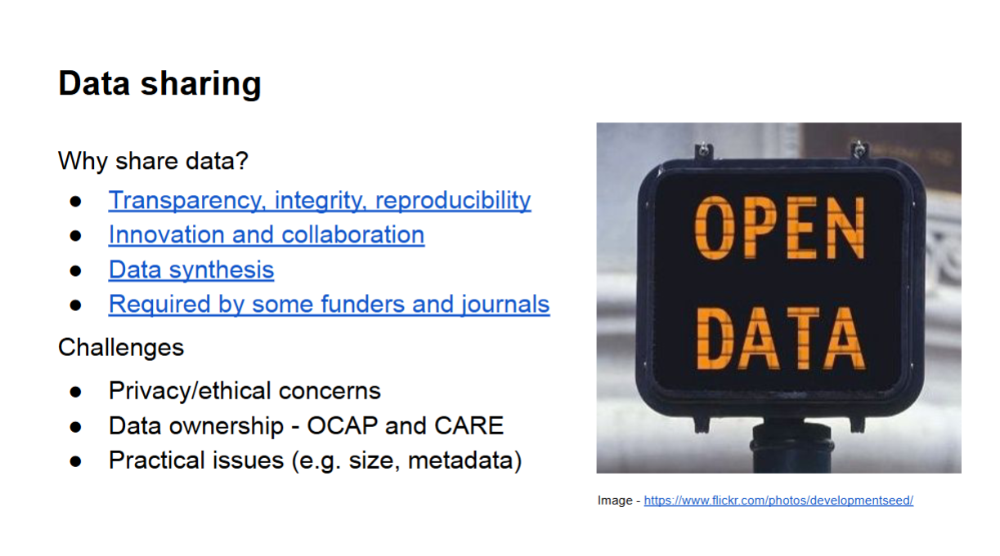 Data sharing
Why share data?
● Transparency, integrity, reproducibility
● Innovation and collaboration
● Data synthesis
● Required by some funders and journals
Challenges
● Privacy/ethical concerns
● Data ownership - OCAP and CARE
● Practical issues (e.g. size, metadata)
OPEN
DATA
Image - https://www.flickr.com/photos/developmentseed/